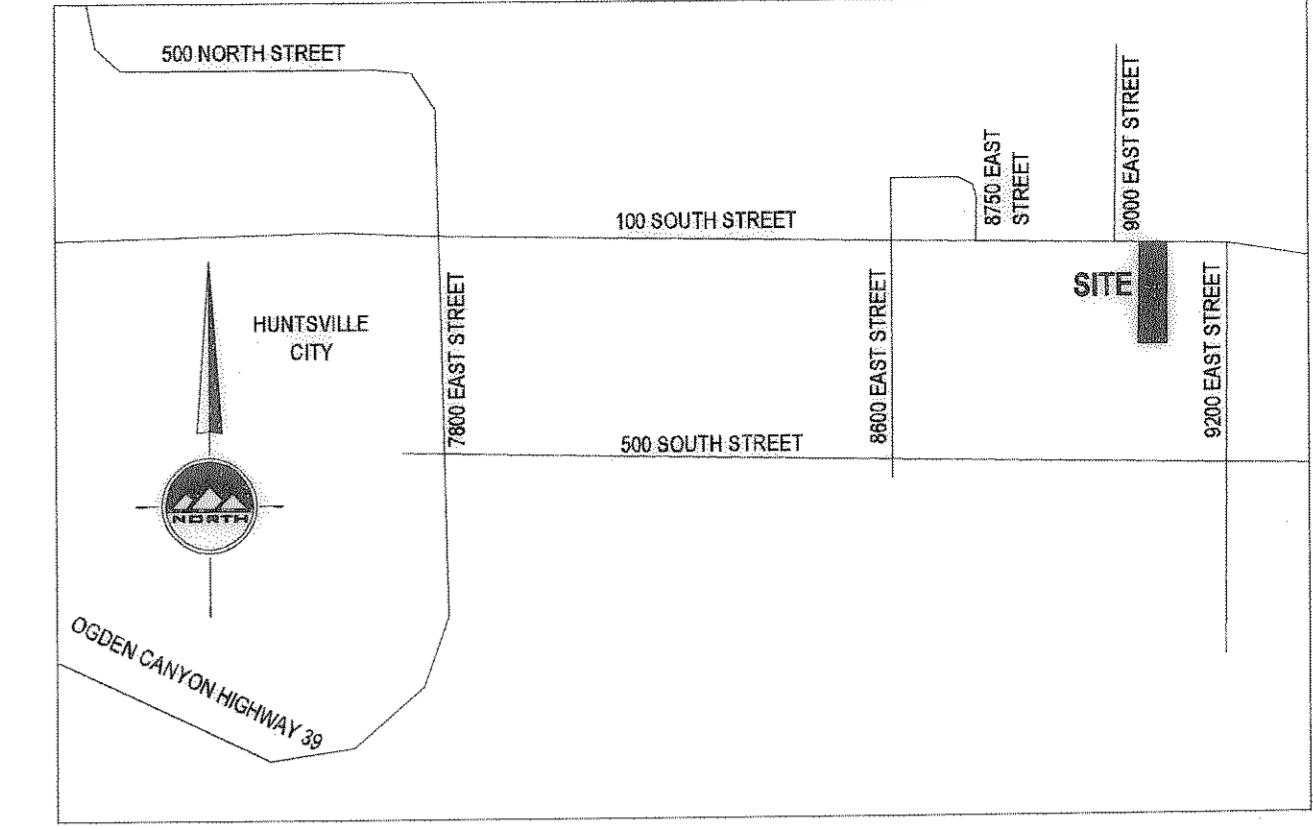 500 NORTH STREET
9000 EAST STREET
8750 EAST
STREET
100 SOUTH STREET
SITE
HUNTSVILLE
CITY
7800 EAST STREET
8600 EAST STREET
9200 EAST STREET
500 SOUTH STREET
NORTH
OGDEN CANYON HIGHWAY 39